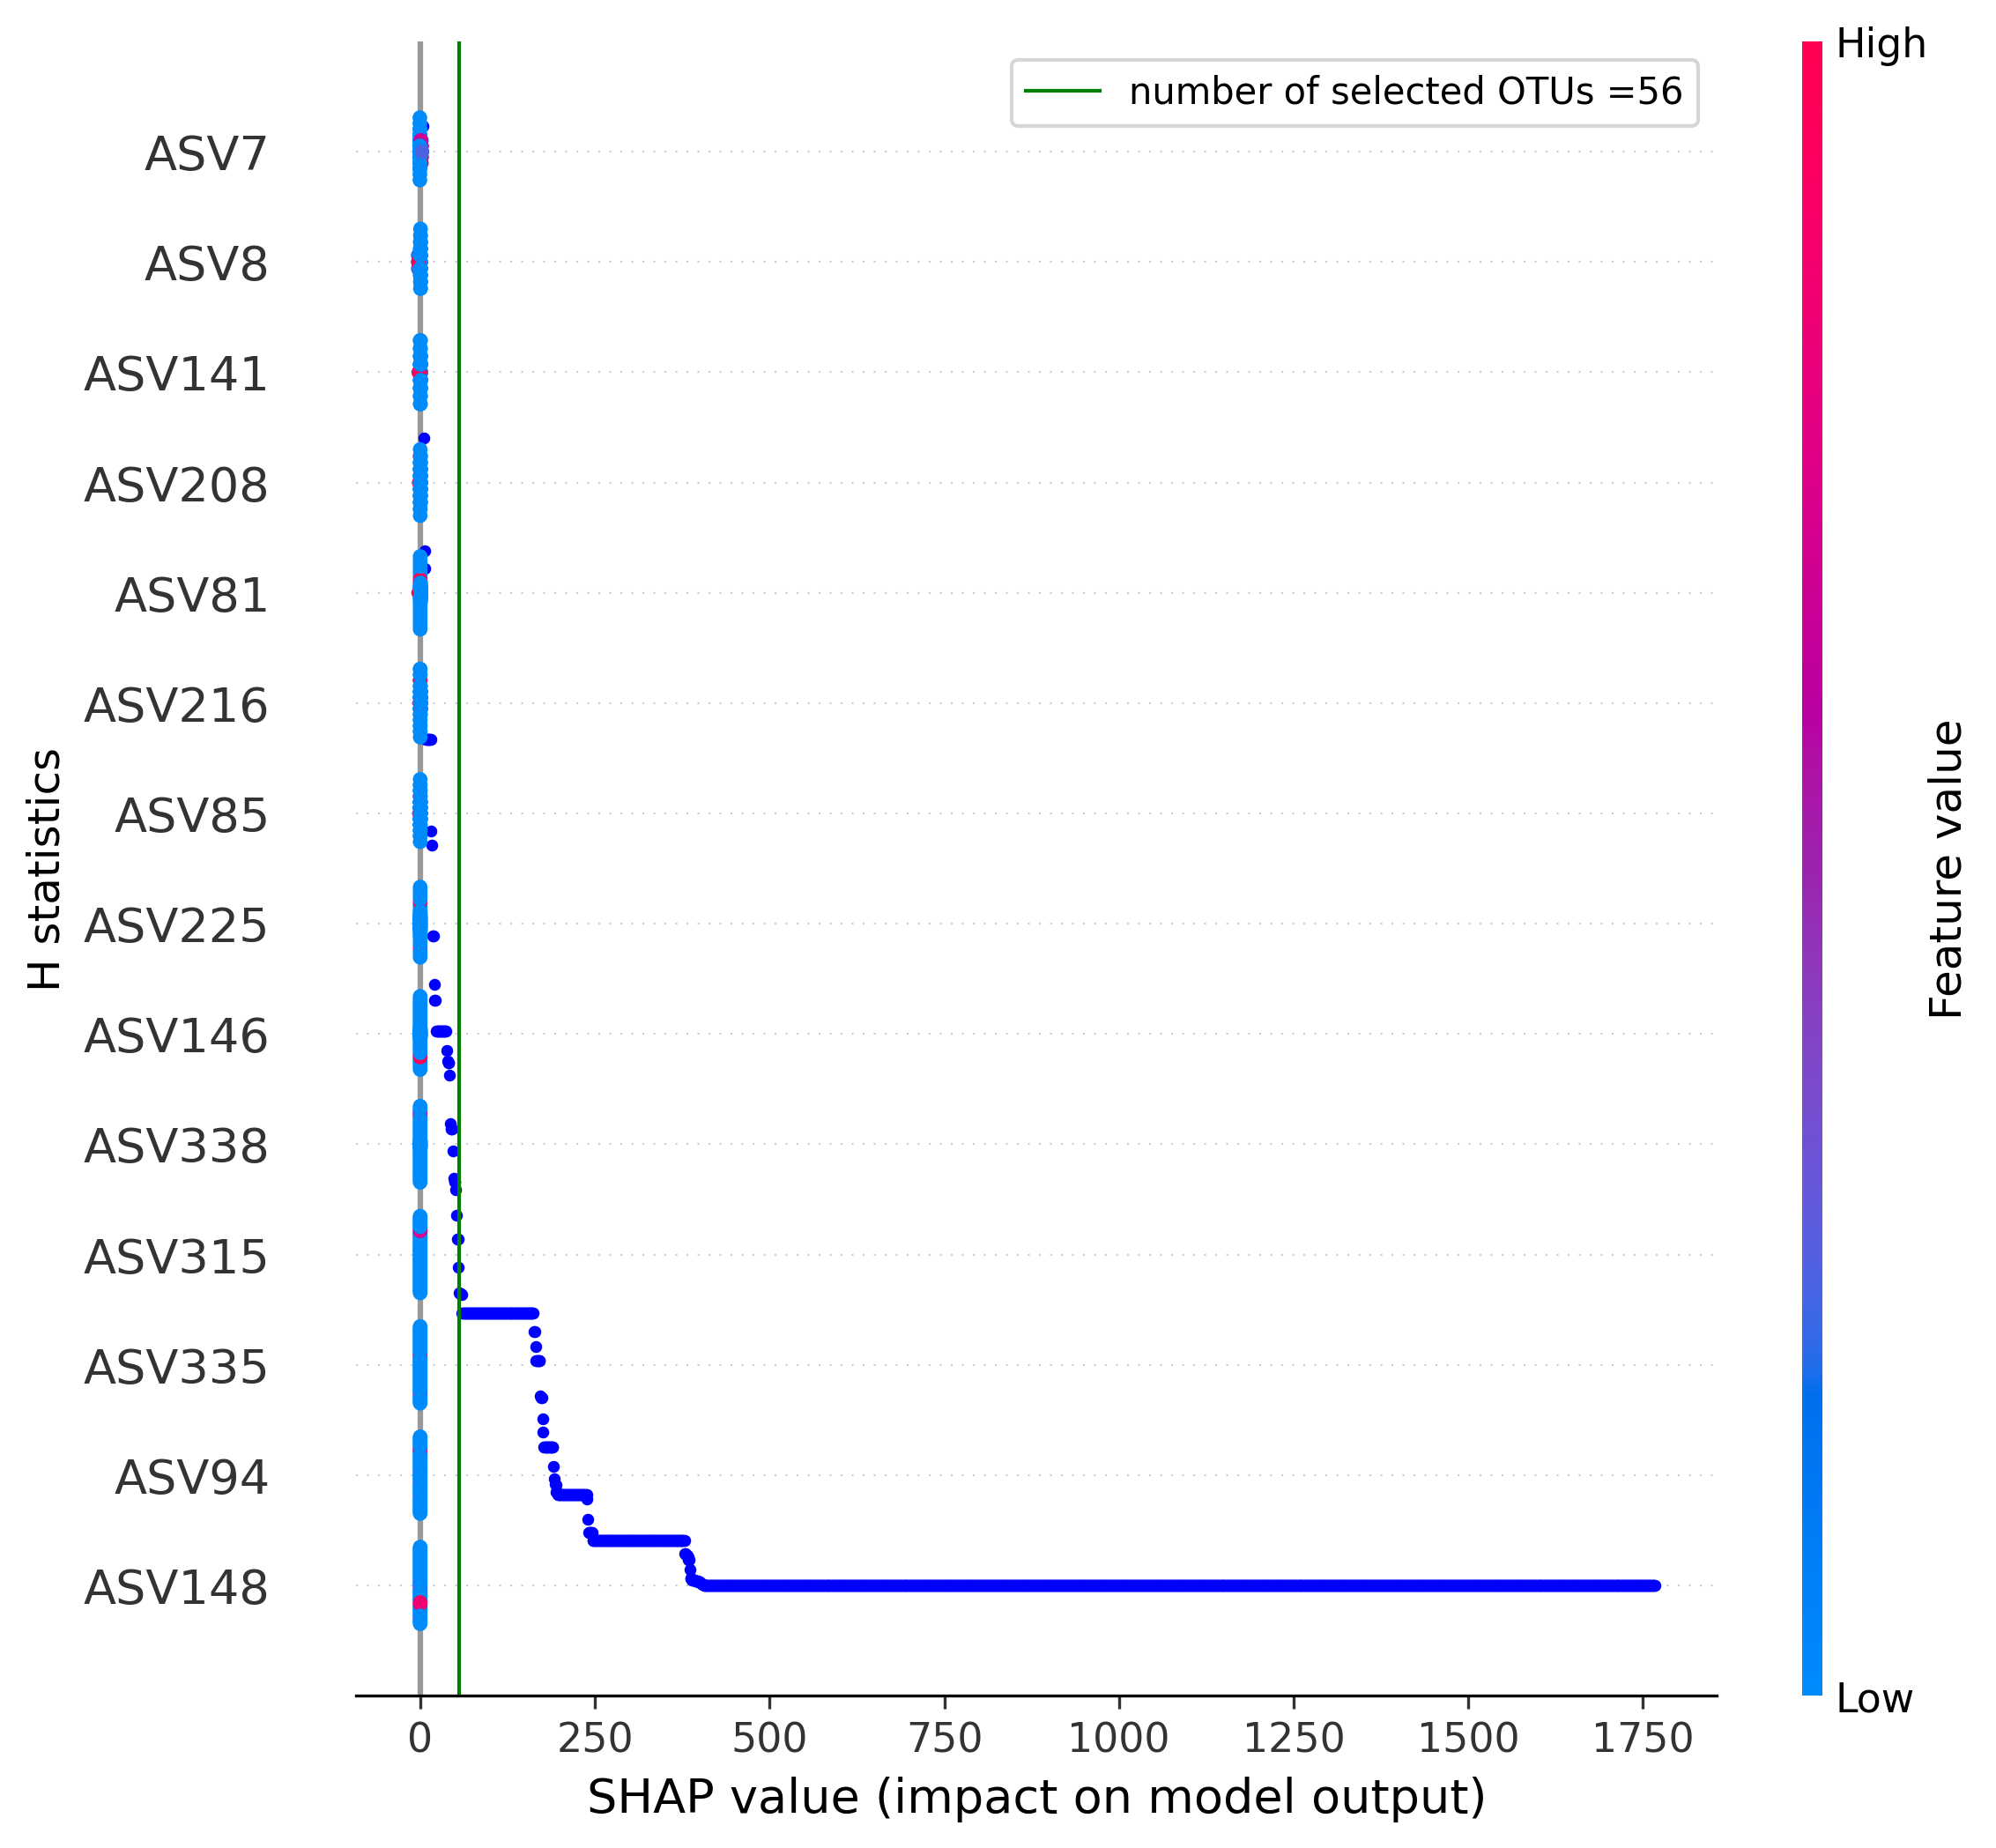 High
number of selected OTUs =56
ASV7
ASV8
ASV141
ASV208
ASV81
ASV216
ASV85
ASV225
ASV146
ASV338
ASV315
ASV335
ASV94
ASV148
H statistics
Feature value
Low
0 250 500 750 1000 1250 1500 1750
SHAP value (impact on model output)